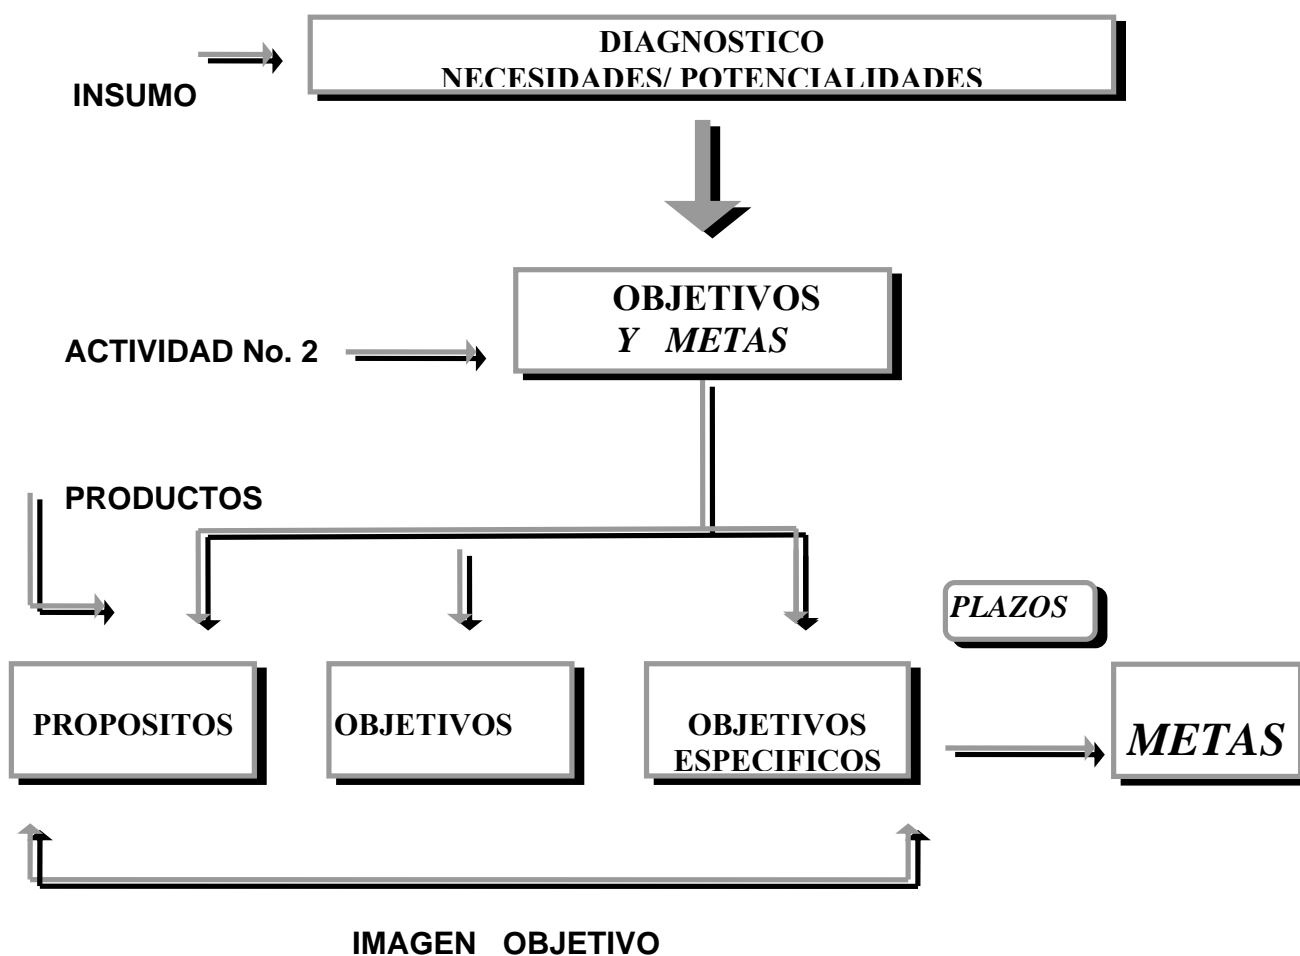 DIAGNOSTICO
NECESIDADES/ POTENCIALIDADES
INSUMO
OBJETIVOS
Y METAS
ACTIVIDAD No. 2
PRODUCTOS
PLAZOS
PROPOSITOS
OBJETIVOS
OBJETIVOS
ESPECIFICOS
METAS
IMAGEN OBJETIVO